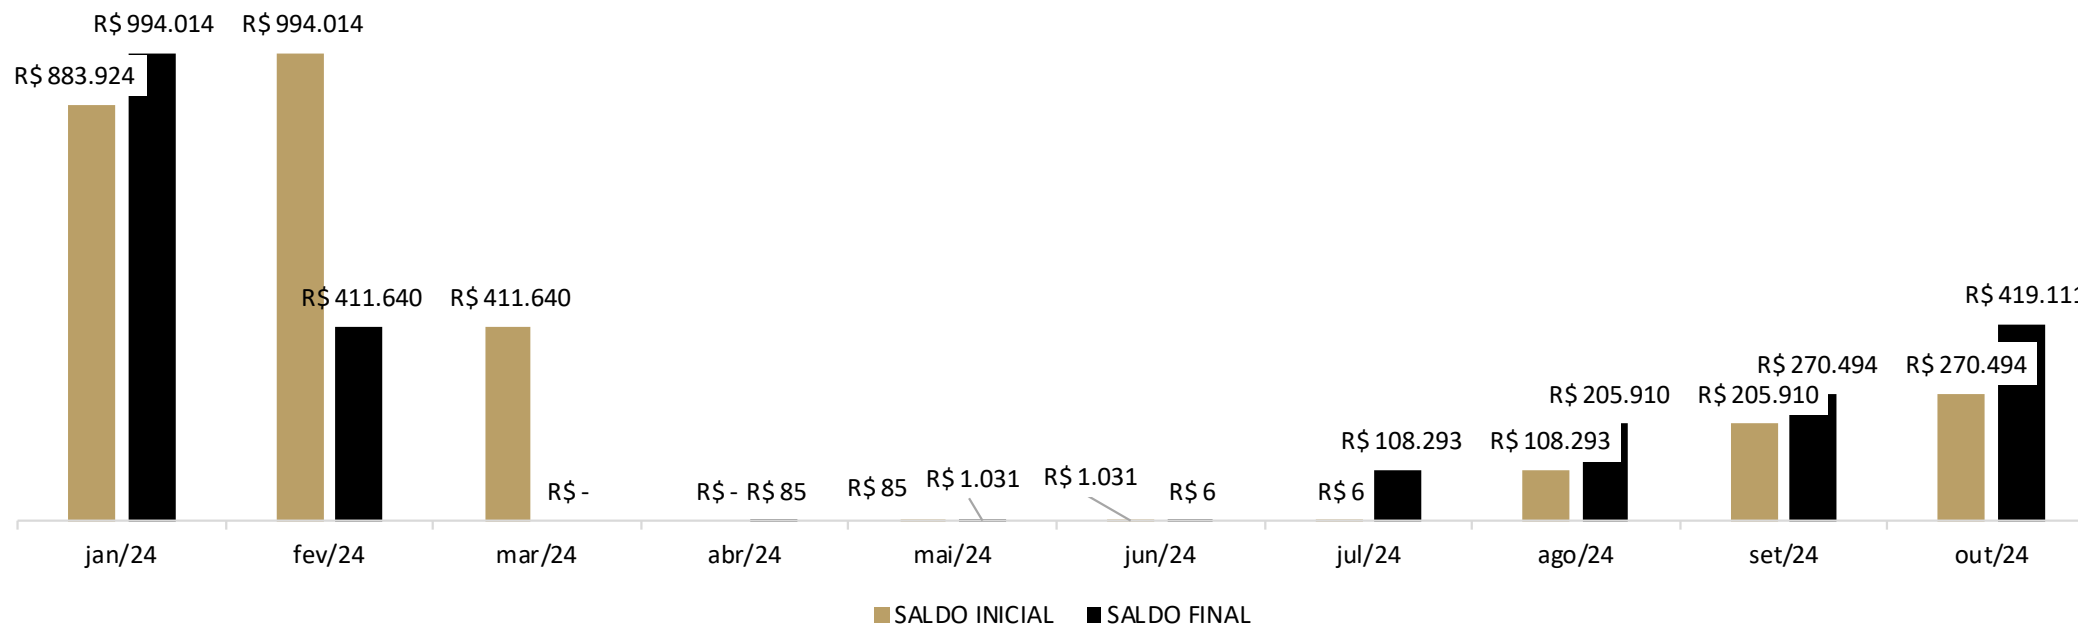 R$ 994.014 R$ 994.014
R$ 883.924
R$ 411.640 R$ 411.640
R$ 419.111
R$ 270.494 R$ 270.494
R$ 205.910 R$ 205.910
R$ 108.293 R$ 108.293
R$ - R$ - R$ 85 R$ 85 R$ 1.031 R$ 1.031 R$ 6 R$ 6
jan/24 fev/24 mar/24 abr/24 mai/24 jun/24 jul/24 ago/24 set/24 out/24
SALDO INICIAL SALDO FINAL